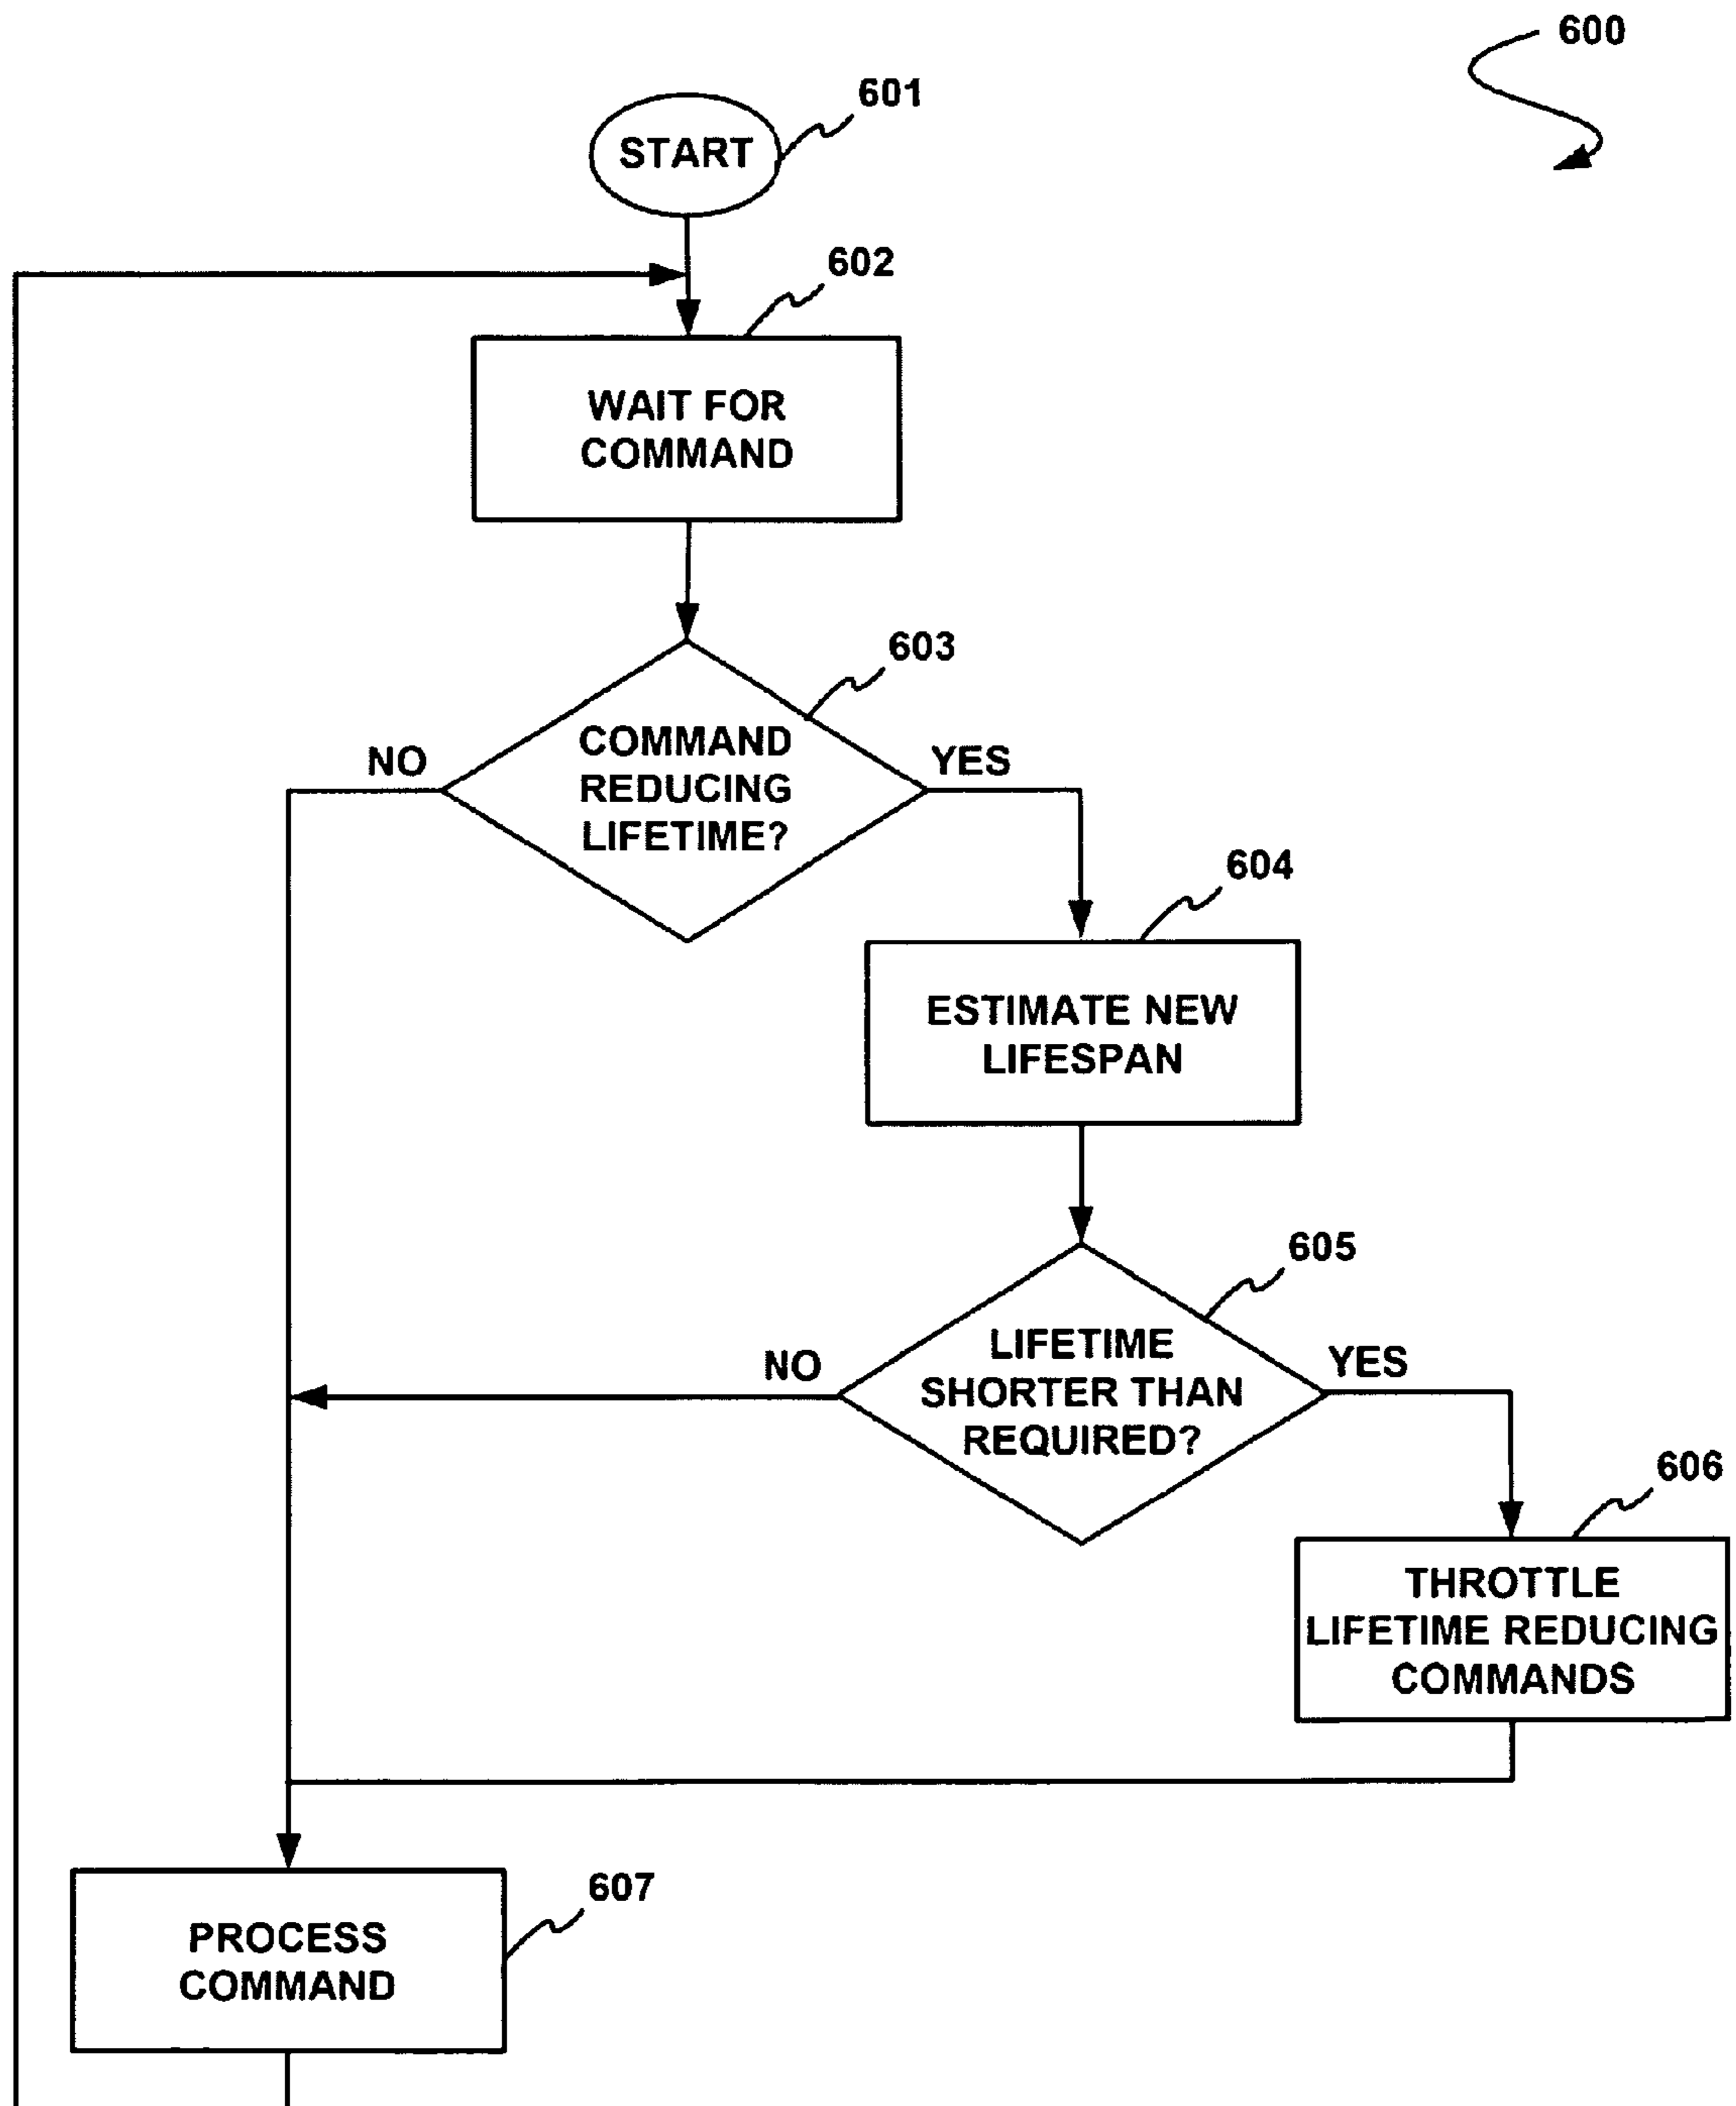 600
601
START
602
WAIT FOR
COMMAND
603
COMMAND
REDUCING
LIFETIME?
NO
YES
604
ESTIMATE NEW
LIFESPAN
605
LIFETIME
SHORTER THAN
REQUIRED?
NO
YES
606
THROTTLE
LIFETIME REDUCING
COMMANDS
607
PROCESS
COMMAND